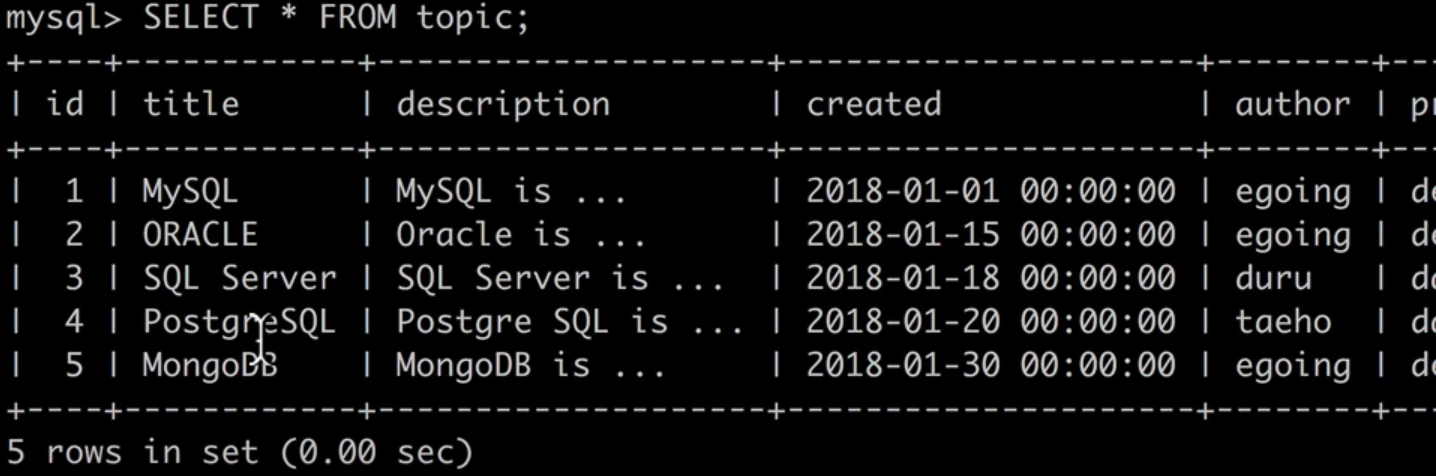 mysql> SELECT * FROM topic;
+----+------------+-------------------+---------------------+--------+---
| id | title      | description       | created             | author | pr
+----+------------+-------------------+---------------------+--------+---
|  1 | MySQL      | MySQL is ...      | 2018-01-01 00:00:00 | egoing | de
|  2 | ORACLE     | Oracle is ...     | 2018-01-15 00:00:00 | egoing | de
|  3 | SQL Server | SQL Server is ... | 2018-01-18 00:00:00 | duru   | da
|  4 | PostgreSQL | Postgre SQL is ... | 2018-01-20 00:00:00 | taeho  | da
|  5 | MongoDB    | MongoDB is ...    | 2018-01-30 00:00:00 | egoing | de
+----+------------+-------------------+---------------------+--------+---
5 rows in set (0.00 sec)